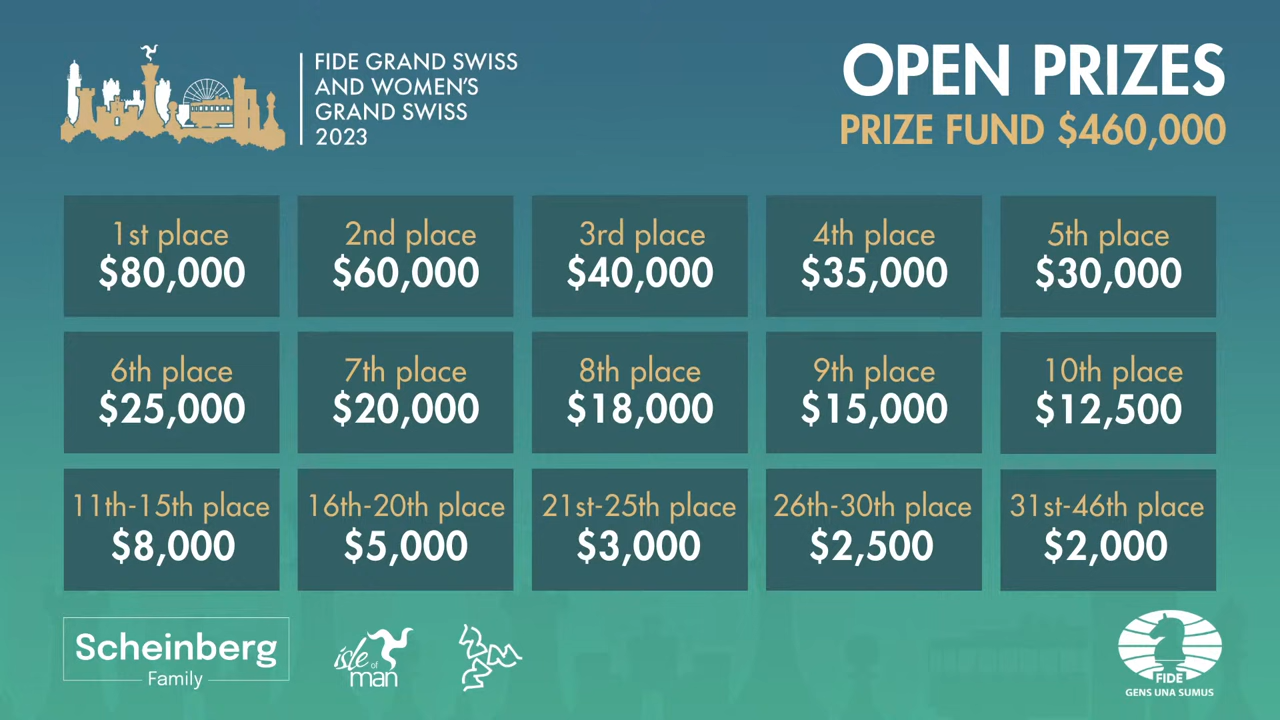 FIDE GRAND SWISS
AND WOMEN'S
GRAND SWISS
2023
OPEN PRIZES
PRIZE FUND $460,000
1st place
$80,000
2nd place
$60,000
3rd place
$40,000
4th place
$35,000
5th place
$30,000
6th place
$25,000
7th place
$20,000
8th place
$18,000
9th place
$15,000
10th place
$12,500
11th-15th place
$8,000
16th-20th place
$5,000
21st-25th place
$3,000
26th-30th place
$2,500
31st-46th place
$2,000
Scheinberg
Family
isle of
man
FIDE
GENS UNA SUMUS